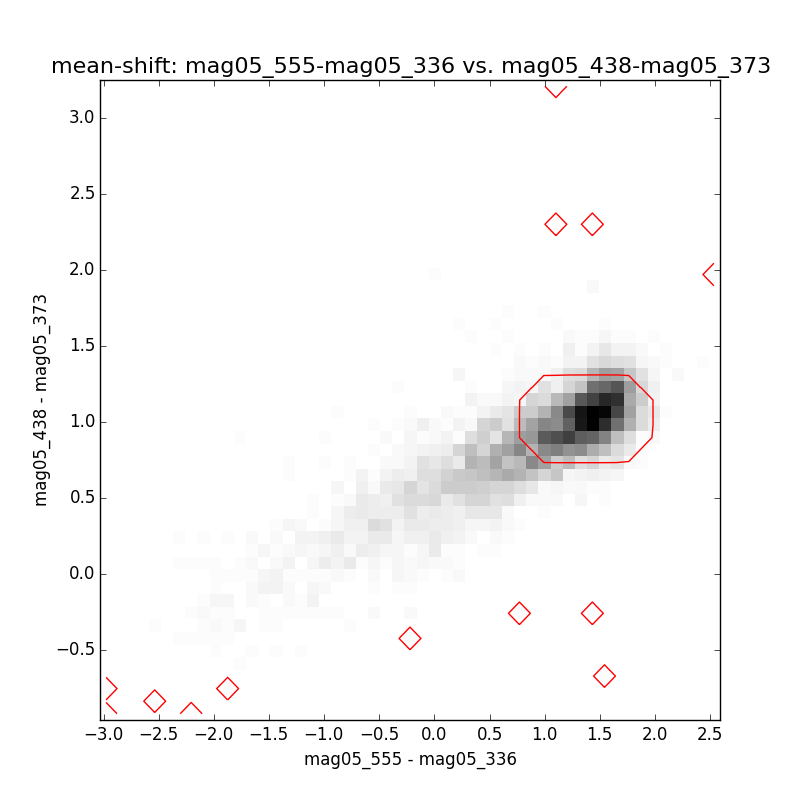 mean-shift: mag05_555-mag05_336 vs. mag05_438-mag05_373
3.0
2.5
2.0
1.5
1.0
0.5
0.0
−0.5
mag05_438 - mag05_373
−3.0 −2.5 −2.0 −1.5 −1.0 −0.5 0.0 0.5 1.0 1.5 2.0 2.5
mag05_555 - mag05_336